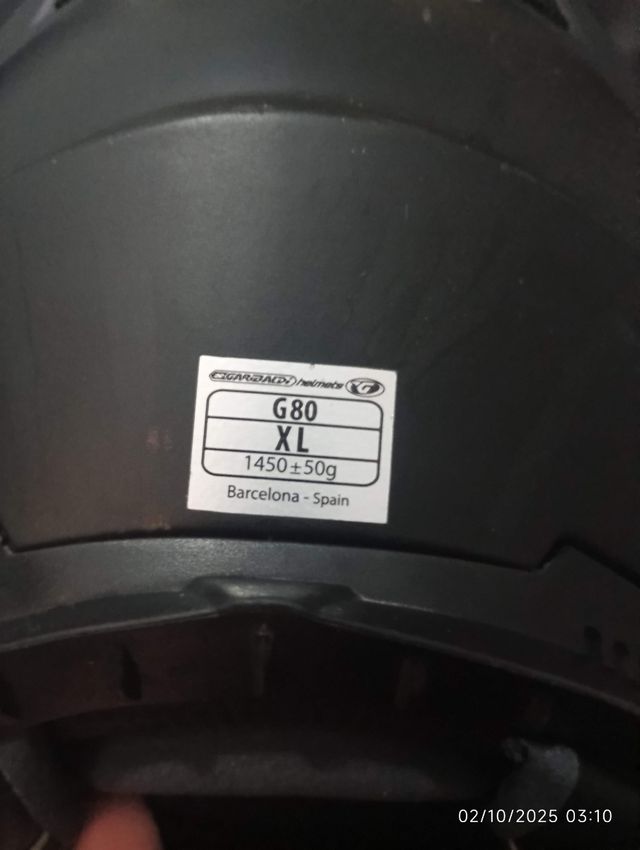 GARIBALDI helmets
G80
XL
1450±50g
Barcelona - Spain
02/10/2025 03:10